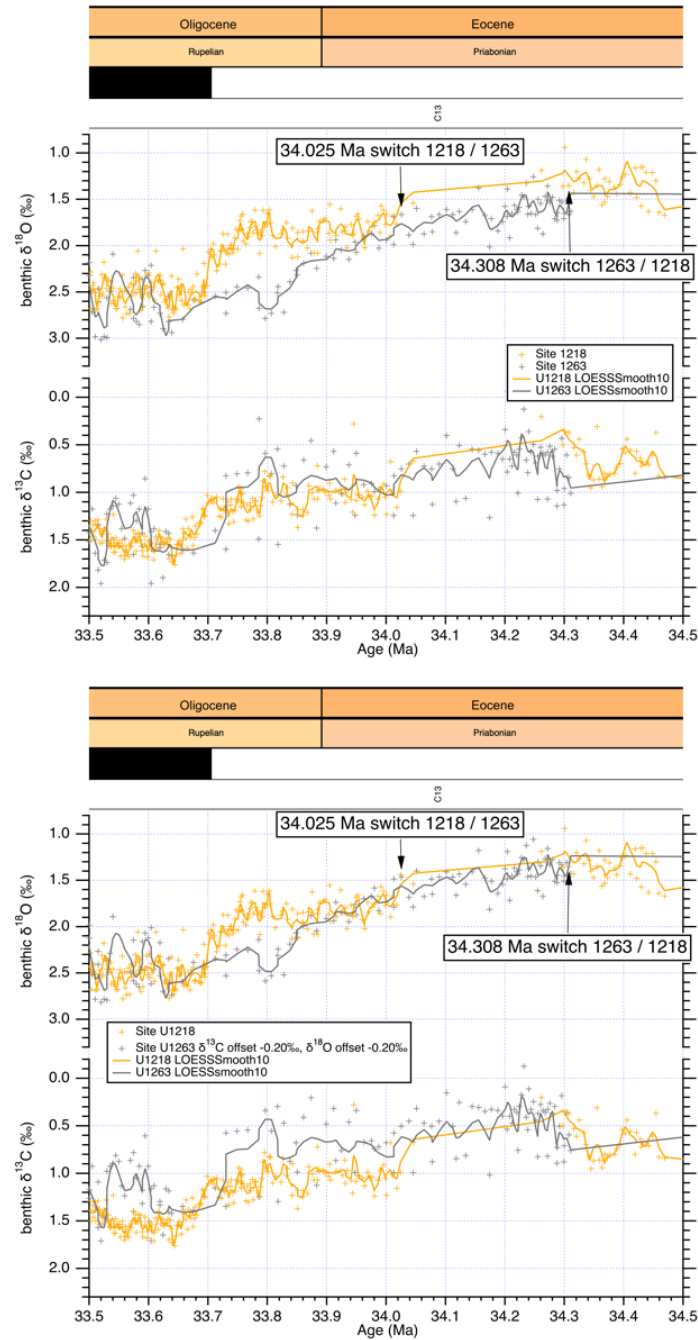 Oligocene Eocene
Rupelian Priabonian
C13
34.025 Ma switch 1218 / 1263
1.0
1.5
2.0
2.5
3.0
benthic δ18O (‰)
34.308 Ma switch 1263 / 1218
Site 1218
Site 1263
U1218 LOESSSmooth10
U1263 LOESSsmooth10
0.0
0.5
1.0
1.5
2.0
benthic δ13C (‰)
33.5 33.6 33.7 33.8 33.9 34.0 34.1 34.2 34.3 34.4 34.5
Age (Ma)
Oligocene Eocene
Rupelian Priabonian
C13
34.025 Ma switch 1218 / 1263
1.0
1.5
2.0
2.5
3.0
benthic δ18O (‰)
34.308 Ma switch 1263 / 1218
Site U1218
Site U1263 δ13C offset -0.20‰, δ18O offset -0.20‰
U1218 LOESSSmooth10
U1263 LOESSsmooth10
0.0
0.5
1.0
1.5
2.0
benthic δ13C (‰)
33.5 33.6 33.7 33.8 33.9 34.0 34.1 34.2 34.3 34.4 34.5
Age (Ma)